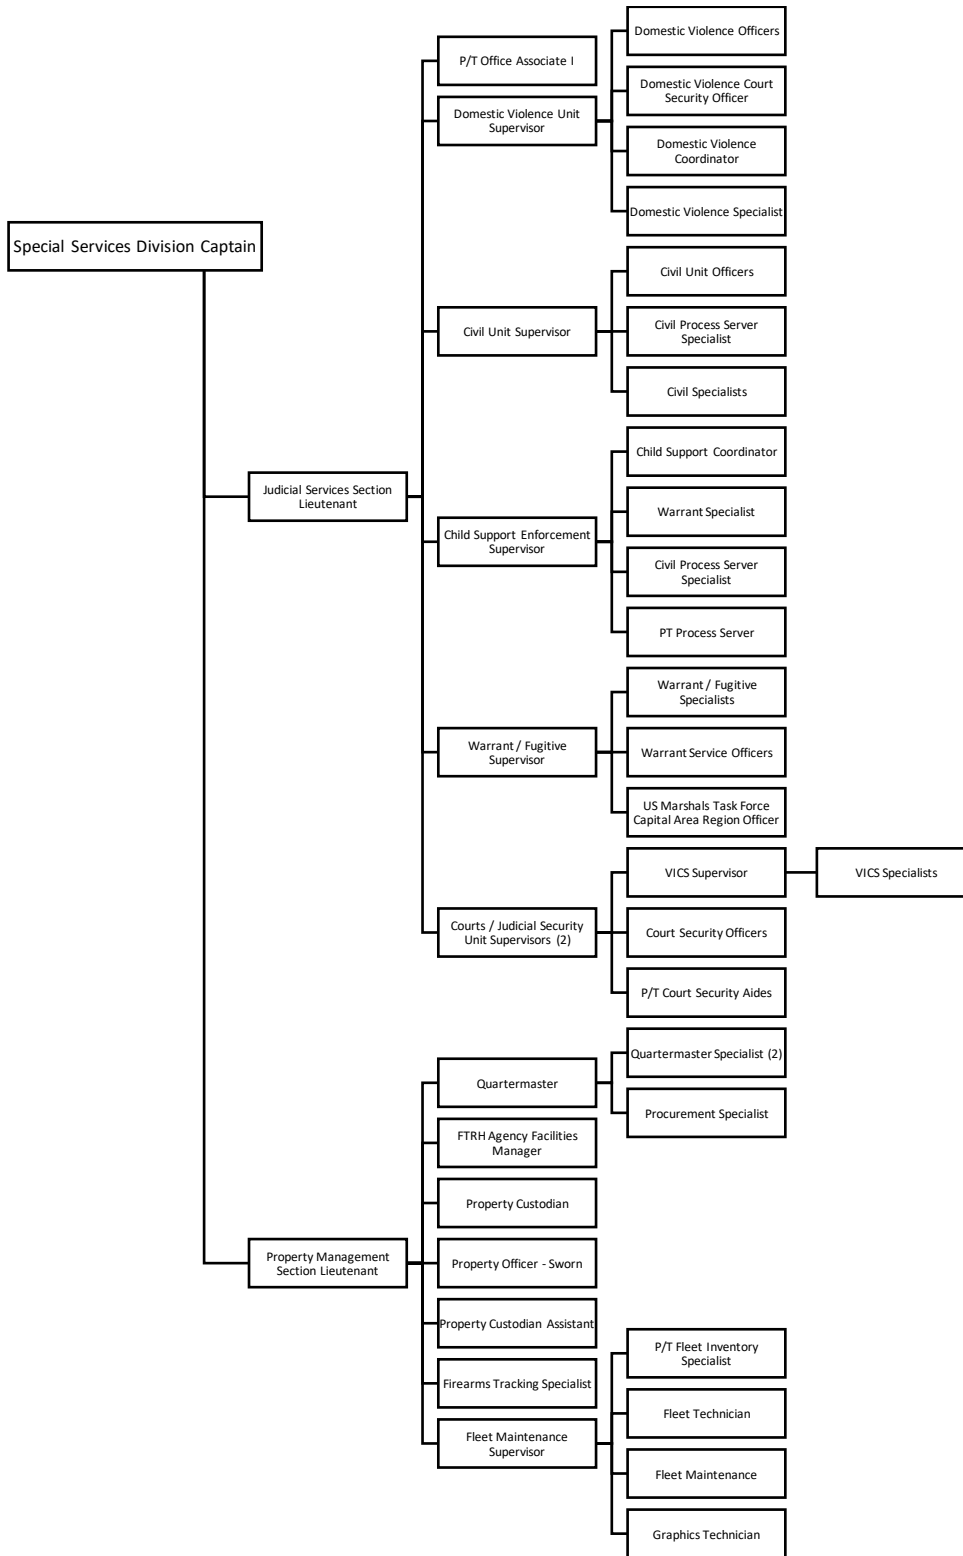 Special Services Division Captain
Judicial Services Section
Lieutenant
P/T Office Associate I
Domestic Violence Unit
Supervisor
Domestic Violence Officers
Domestic Violence Court
Security Officer
Domestic Violence
Coordinator
Domestic Violence Specialist
Civil Unit Supervisor
Civil Unit Officers
Civil Process Server
Specialist
Civil Specialists
Child Support Enforcement
Supervisor
Child Support Coordinator
Warrant Specialist
Civil Process Server
Specialist
PT Process Server
Warrant / Fugitive
Supervisor
Warrant / Fugitive
Specialists
Warrant Service Officers
US Marshals Task Force
Capital Area Region Officer
Courts / Judicial Security
Unit Supervisors (2)
VICS Supervisor
VICS Specialists
Court Security Officers
P/T Court Security Aides
Property Management
Section Lieutenant
Quartermaster
Quartermaster Specialist (2)
Procurement Specialist
FTRH Agency Facilities
Manager
Property Custodian
Property Officer - Sworn
Property Custodian Assistant
Firearms Tracking Specialist
Fleet Maintenance
Supervisor
P/T Fleet Inventory
Specialist
Fleet Technician
Fleet Maintenance
Graphics Technician